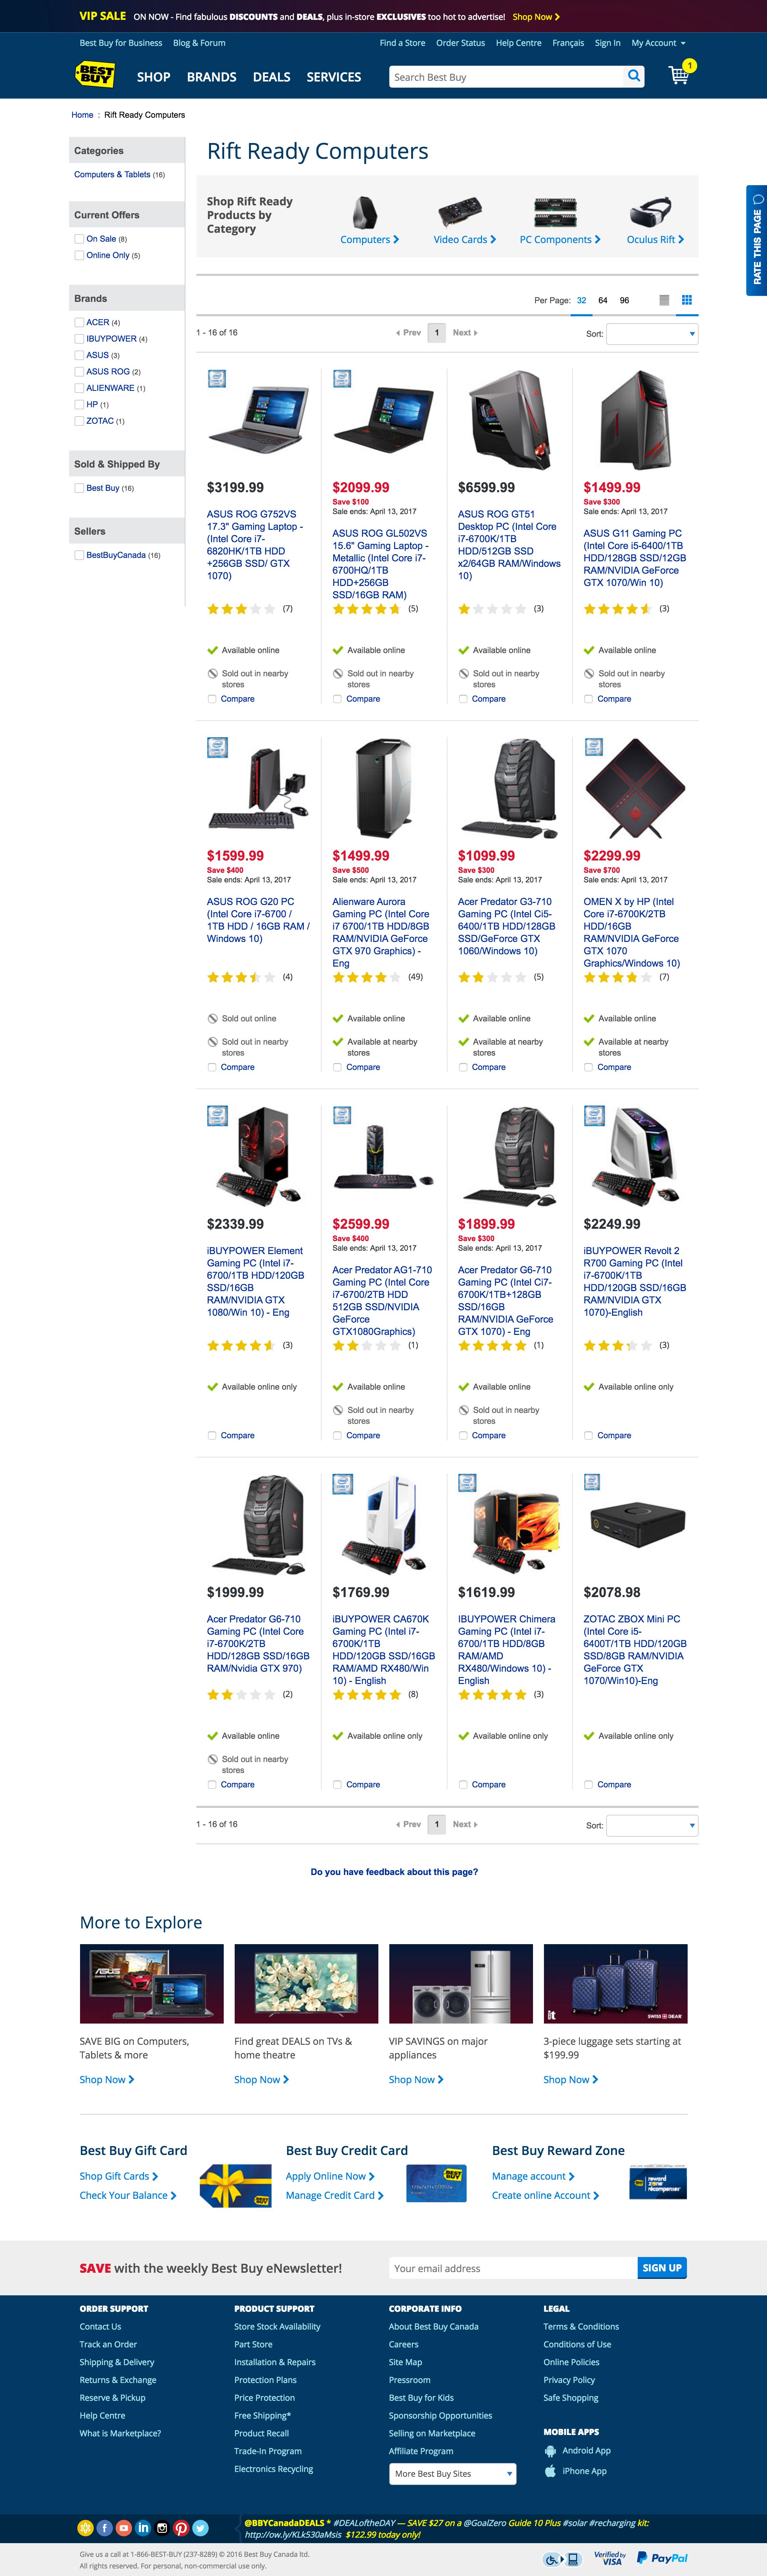 VIP SALE ON NOW - Find fabulous DISCOUNTS and DEALS, plus in-store EXCLUSIVES too hot to advertise! Shop Now
Best Buy for Business Blog & Forum Find a Store Order Status Help Centre Français Sign In My Account
BEST BUY SHOP BRANDS DEALS SERVICES Search Best Buy 1
Home : Rift Ready Computers
RATE THIS PAGE
Categories
Computers & Tablets (16)
Current Offers
On Sale (8)
Online Only (5)
Brands
ACER (4)
IBUYPOWER (4)
ASUS (3)
ASUS ROG (2)
ALIENWARE (1)
HP (1)
ZOTAC (1)
Sold & Shipped By
Best Buy (16)
Sellers
BestBuyCanada (16)
Rift Ready Computers
Shop Rift Ready
Products by
Category
Computers Video Cards PC Components Oculus Rift
Per Page: 32 64 96
1 - 16 of 16 Prev 1 Next Sort:
$3199.99
ASUS ROG G752VS
17.3" Gaming Laptop -
(Intel Core i7-
6820HK/1TB HDD
+256GB SSD/ GTX
1070)
(7)
Available online
Sold out in nearby
stores
Compare
$2099.99
Save $100
Sale ends: April 13, 2017
ASUS ROG GL502VS
15.6" Gaming Laptop -
Metallic (Intel Core i7-
6700HQ/1TB
HDD+256GB
SSD/16GB RAM)
(5)
Available online
Sold out in nearby
stores
Compare
$6599.99
ASUS ROG GT51
Desktop PC (Intel Core
i7-6700K/1TB
HDD/512GB SSD
x2/64GB RAM/Windows
10)
(3)
Available online
Sold out in nearby
stores
Compare
$1499.99
Save $300
Sale ends: April 13, 2017
ASUS G11 Gaming PC
(Intel Core i5-6400/1TB
HDD/128GB SSD/12GB
RAM/NVIDIA GeForce
GTX 1070/Win 10)
(3)
Available online
Sold out in nearby
stores
Compare
$1599.99
Save $400
Sale ends: April 13, 2017
ASUS ROG G20 PC
(Intel Core i7-6700 /
1TB HDD / 16GB RAM /
Windows 10)
(4)
Sold out online
Sold out in nearby
stores
Compare
$1499.99
Save $500
Sale ends: April 13, 2017
Alienware Aurora
Gaming PC (Intel Core
i7 6700/1TB HDD/8GB
RAM/NVIDIA GeForce
GTX 970 Graphics) -
Eng
(49)
Available online
Available at nearby
stores
Compare
$1099.99
Save $300
Sale ends: April 13, 2017
Acer Predator G3-710
Gaming PC (Intel Ci5-
6400/1TB HDD/128GB
SSD/GeForce GTX
1060/Windows 10)
(5)
Available online
Available at nearby
stores
Compare
$2299.99
Save $700
Sale ends: April 13, 2017
OMEN X by HP (Intel
Core i7-6700K/2TB
HDD/16GB
RAM/NVIDIA GeForce
GTX 1070
Graphics/Windows 10)
(7)
Available online
Available at nearby
stores
Compare
$2339.99
iBUYPOWER Element
Gaming PC (Intel i7-
6700/1TB HDD/120GB
SSD/16GB
RAM/NVIDIA GTX
1080/Win 10) - Eng
(3)
Available online only
Compare
$2599.99
Save $400
Sale ends: April 13, 2017
Acer Predator AG1-710
Gaming PC (Intel Core
i7-6700/2TB HDD
512GB SSD/NVIDIA
GeForce
GTX1080Graphics)
(1)
Available online
Sold out in nearby
stores
Compare
$1899.99
Save $300
Sale ends: April 13, 2017
Acer Predator G6-710
Gaming PC (Intel Ci7-
6700K/1TB+128GB
SSD/16GB
RAM/NVIDIA GeForce
GTX 1070) - Eng
(1)
Available online
Sold out in nearby
stores
Compare
$2249.99
iBUYPOWER Revolt 2
R700 Gaming PC (Intel
i7-6700K/1TB
HDD/120GB SSD/16GB
RAM/NVIDIA GTX
1070)-English
(3)
Available online only
Compare
$1999.99
Acer Predator G6-710
Gaming PC (Intel Core
i7-6700K/2TB
HDD/128GB SSD/16GB
RAM/Nvidia GTX 970)
(2)
Available online
Sold out in nearby
stores
Compare
$1769.99
iBUYPOWER CA670K
Gaming PC (Intel i7-
6700K/1TB
HDD/120GB SSD/16GB
RAM/AMD RX480/Win
10) - English
(8)
Available online only
Compare
$1619.99
IBUYPOWER Chimera
Gaming PC (Intel i7-
6700/1TB HDD/8GB
RAM/AMD
RX480/Windows 10) -
English
(3)
Available online only
Compare
$2078.98
ZOTAC ZBOX Mini PC
(Intel Core i5-
6400T/1TB HDD/120GB
SSD/8GB RAM/NVIDIA
GeForce GTX
1070/Win10)-Eng
Available online only
Compare
1 - 16 of 16 Prev 1 Next Sort:
Do you have feedback about this page?
More to Explore
ASUS
SWISS GEAR
SAVE BIG on Computers,
Tablets & more
Shop Now
Find great DEALS on TVs &
home theatre
Shop Now
VIP SAVINGS on major
appliances
Shop Now
3-piece luggage sets starting at
$199.99
Shop Now
Best Buy Gift Card
Shop Gift Cards
Check Your Balance
Best Buy Credit Card
Apply Online Now
Manage Credit Card
Best Buy Reward Zone
Manage account
Create online Account
reward
zone
SAVE with the weekly Best Buy eNewsletter! Your email address SIGN UP
ORDER SUPPORT
Contact Us
Track an Order
Shipping & Delivery
Returns & Exchange
Reserve & Pickup
Help Centre
What is Marketplace?
PRODUCT SUPPORT
Store Stock Availability
Part Store
Installation & Repairs
Protection Plans
Price Protection
Free Shipping*
Product Recall
Trade-In Program
Electronics Recycling
CORPORATE INFO
About Best Buy Canada
Careers
Site Map
Pressroom
Best Buy for Kids
Sponsorship Opportunities
Selling on Marketplace
Affiliate Program
More Best Buy Sites
LEGAL
Terms & Conditions
Conditions of Use
Online Policies
Privacy Policy
Safe Shopping
MOBILE APPS
Android App
iPhone App
@BBYCanadaDEALS * #DEALoftheDAY — SAVE $27 on a @GoalZero Guide 10 Plus #solar #recharging kit:
http://ow.ly/KLk530aMsis $122.99 today only!
Give us a call at 1-866-BEST-BUY (237-8289) © 2016 Best Buy Canada ltd.
All rights reserved. For personal, non-commercial use only.
Verified by
VISA
PayPal